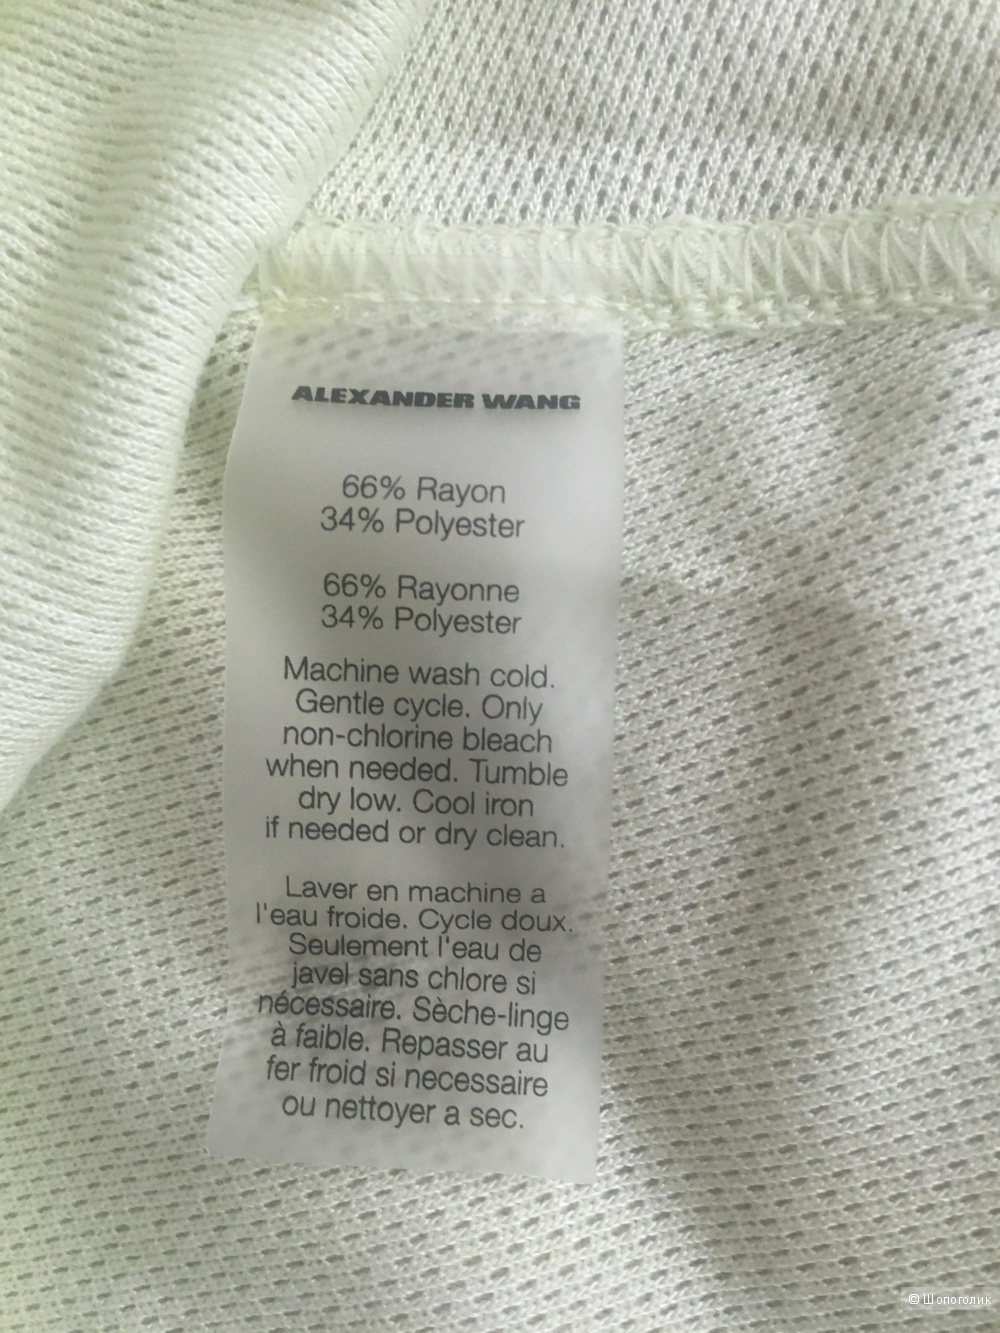 ALEXANDER WANG
66% Rayon
34% Polyester
66% Rayonne
34% Polyester
Machine wash cold.
Gentle cycle. Only
non-chlorine bleach
when needed. Tumble
dry low. Cool iron
if needed or dry clean.
Laver en machine a
l'eau froide. Cycle doux.
Seulement l'eau de
javel sans chlore si
nécessaire. Sèche-linge
à faible. Repasser au
fer froid si necessaire
ou nettoyer a sec.
© Шопоголик